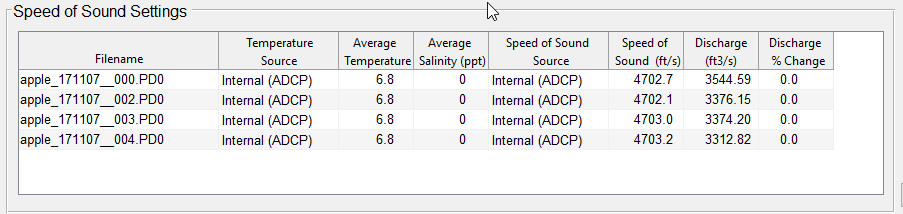 Speed of Sound Settings
Filename Temperature Source Average Temperature Average Salinity (ppt) Speed of Sound Source Speed of Sound (ft/s) Discharge (ft3/s) Discharge % Change
apple_171107__000.PD0 Internal (ADCP) 6.8 0 Internal (ADCP) 4702.7 3544.59 0.0
apple_171107__002.PD0 Internal (ADCP) 6.8 0 Internal (ADCP) 4702.1 3376.15 0.0
apple_171107__003.PD0 Internal (ADCP) 6.8 0 Internal (ADCP) 4703.0 3374.20 0.0
apple_171107__004.PD0 Internal (ADCP) 6.8 0 Internal (ADCP) 4703.2 3312.82 0.0